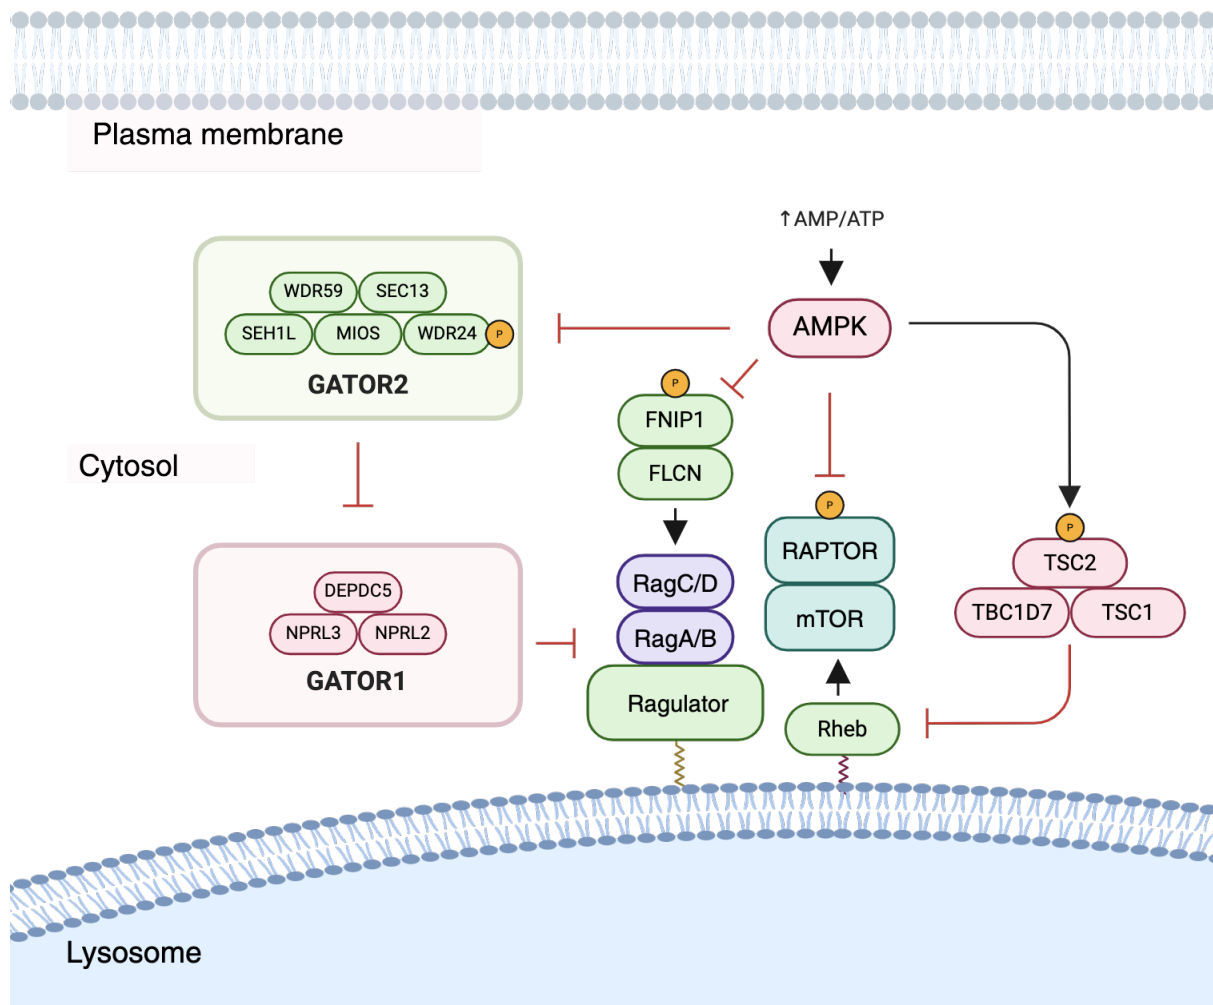 Plasma membrane
↑AMP/ATP
AMPK
WDR59 SEC13
SEH1L MIOS WDR24 P
GATOR2
P
FNIP1
FLCN
Cytosol
P
RAPTOR
mTOR
P
TSC2
TBC1D7 TSC1
DEPDC5
NPRL3 NPRL2
GATOR1
RagC/D
RagA/B
Ragulator
Rheb
Lysosome